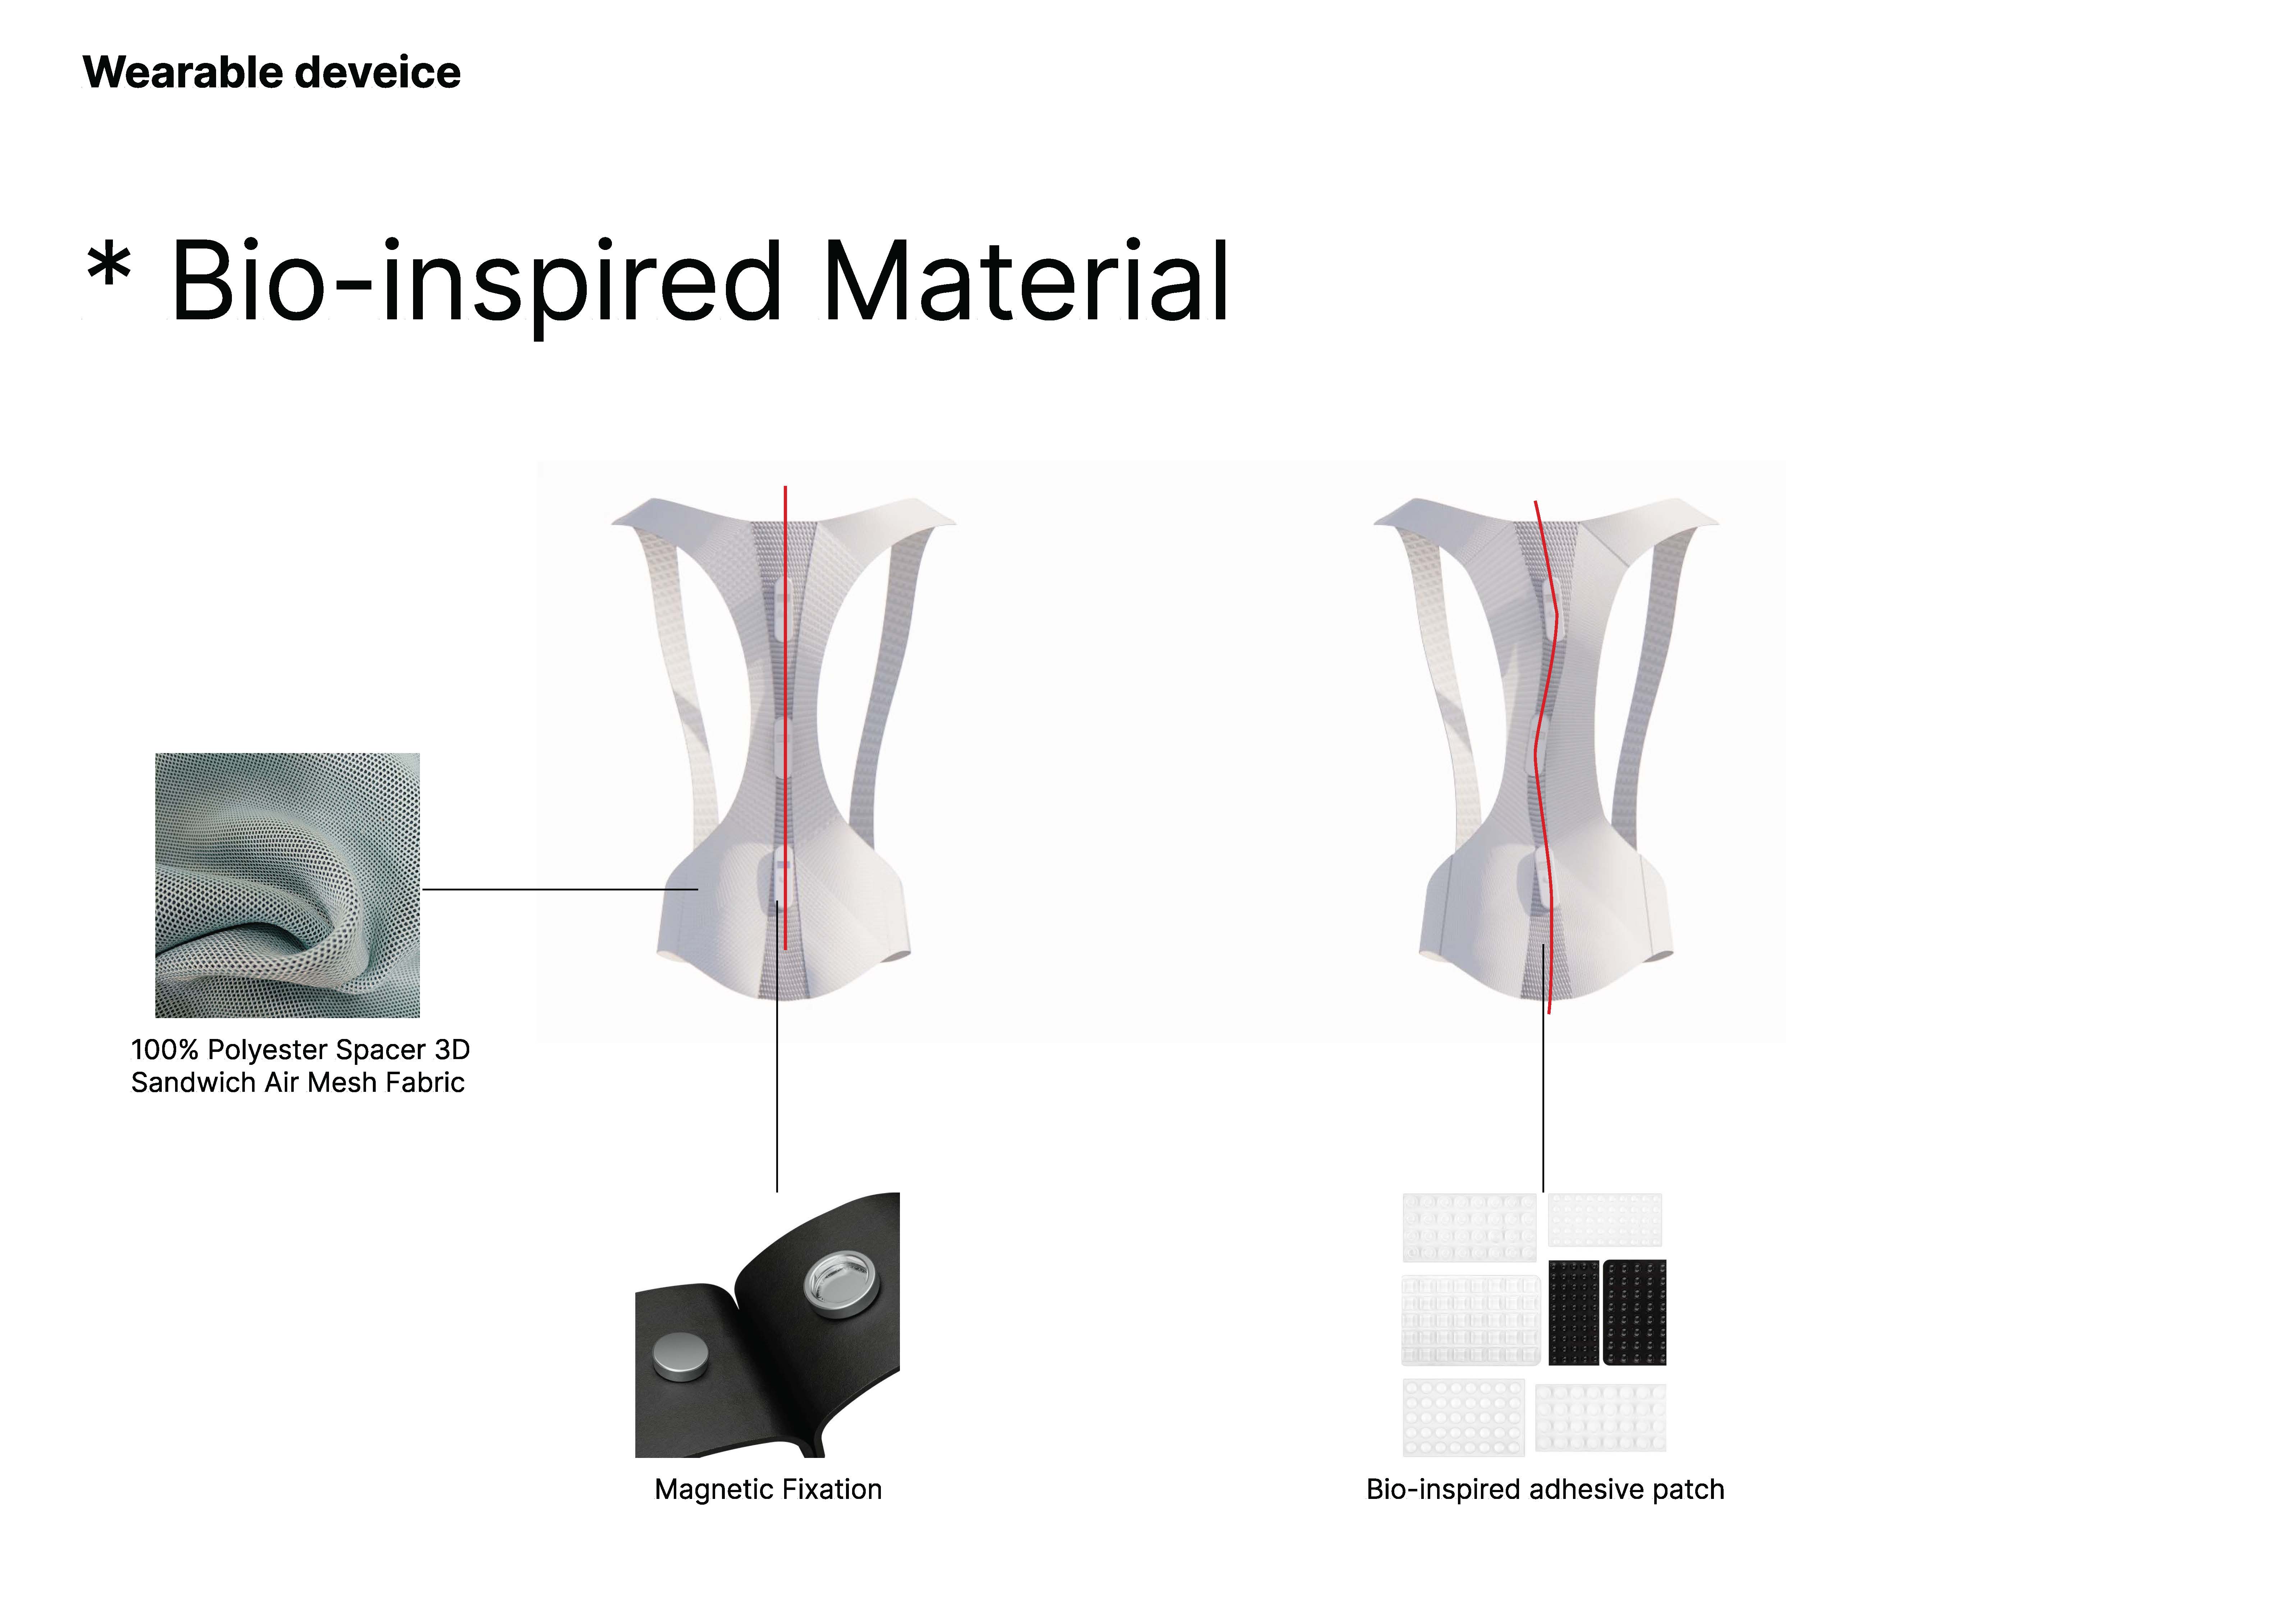 Wearable deveice
* Bio-inspired Material
100% Polyester Spacer 3D
Sandwich Air Mesh Fabric
Magnetic Fixation
Bio-inspired adhesive patch